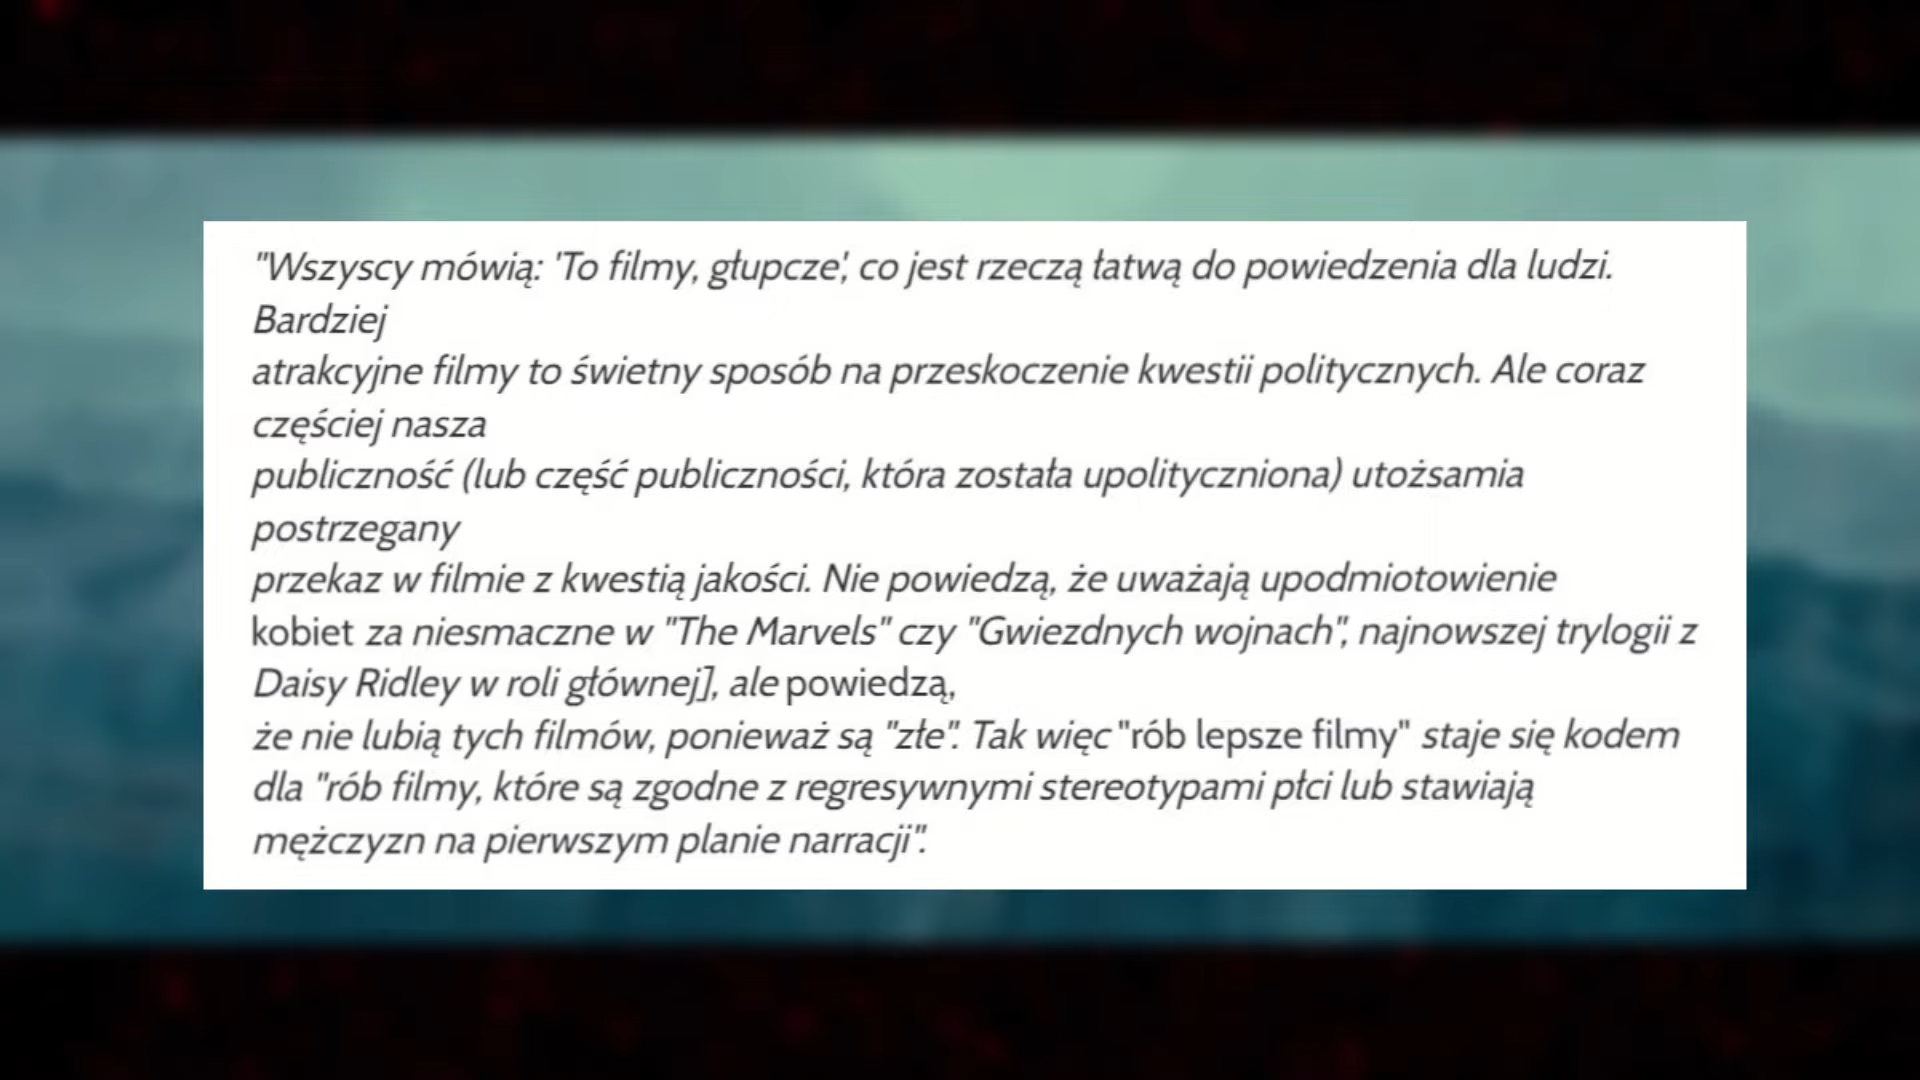 "Wszyscy mówią: 'To filmy, głupcze', co jest rzeczą łatwą do powiedzenia dla ludzi.
Bardziej
atrakcyjne filmy to świetny sposób na przeskoczenie kwestii politycznych. Ale coraz
częściej nasza
publiczność (lub część publiczności, która została upolityczniona) utożsamia
postrzegany
przekaz w filmie z kwestią jakości. Nie powiedzą, że uważają upodmiotowienie
kobiet za niesmaczne w "The Marvels" czy "Gwiezdnych wojnach", najnowszej trylogii z
Daisy Ridley w roli głównej], ale powiedzą,
że nie lubią tych filmów, ponieważ są "złe". Tak więc "rób lepsze filmy" staje się kodem
dla "rób filmy, które są zgodne z regresywnymi stereotypami płci lub stawiają
mężczyzn na pierwszym planie narracji".